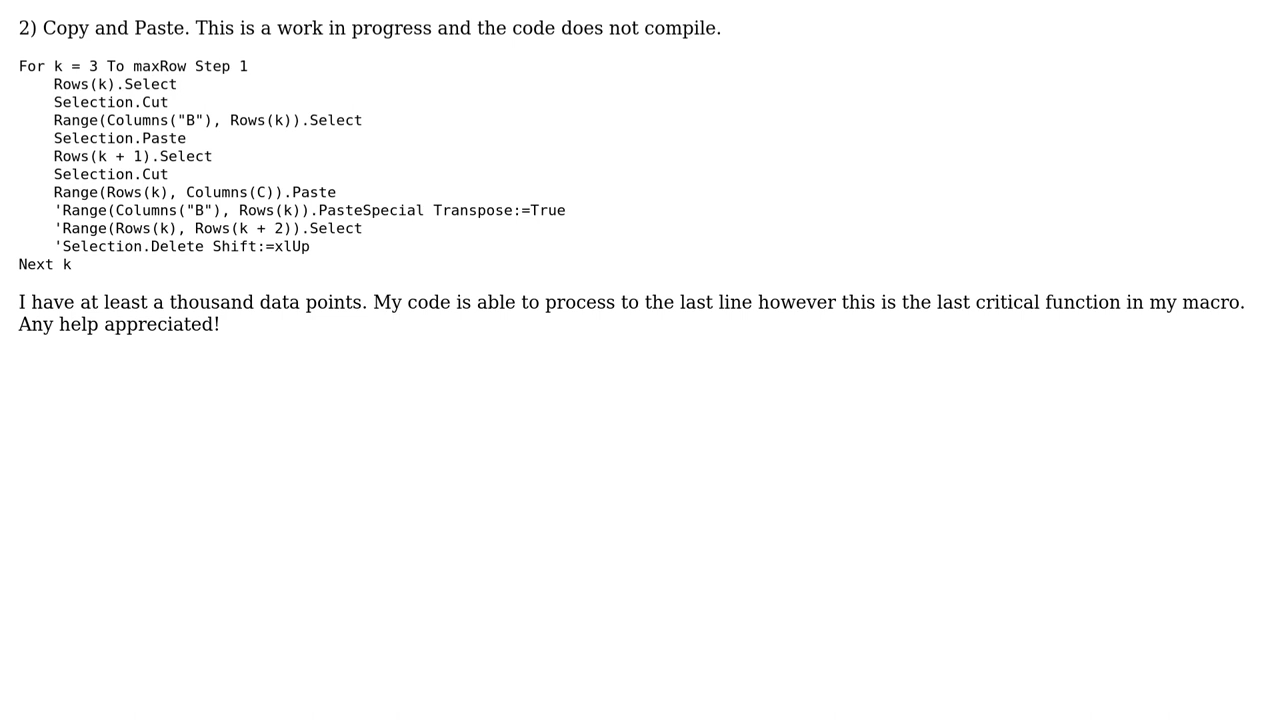 2) Copy and Paste. This is a work in progress and the code does not compile.
For k = 3 To maxRow Step 1
    Rows(k).Select
    Selection.Cut
    Range(Columns("B"), Rows(k)).Select
    Selection.Paste
    Rows(k + 1).Select
    Selection.Cut
    Range(Rows(k), Columns(C)).Paste
    'Range(Columns("B"), Rows(k)).PasteSpecial Transpose:=True
    'Range(Rows(k), Rows(k + 2)).Select
    'Selection.Delete Shift:=xlUp
Next k
I have at least a thousand data points. My code is able to process to the last line however this is the last critical function in my macro.
Any help appreciated!